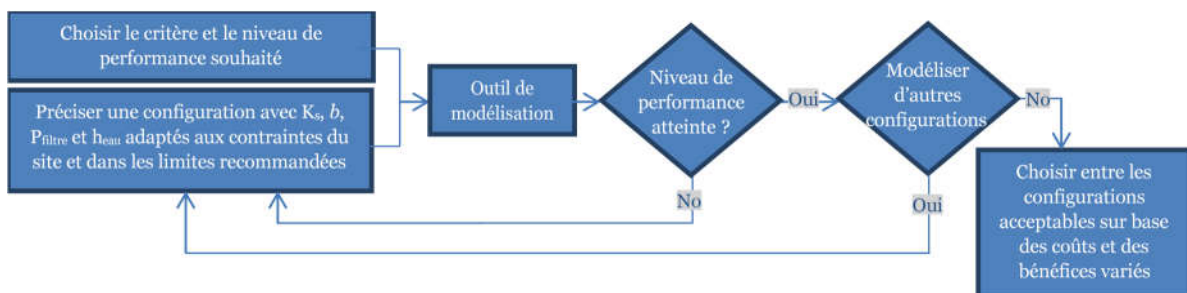 Choisir le critère et le niveau de
performance souhaité
Préciser une configuration avec Ks, b,
Pfiltre et heau adaptés aux contraintes du
site et dans les limites recommandées
Outil de
modélisation
Niveau de
performance
atteinte ?
Oui
No
Modéliser
d'autres
configurations
No
Oui
Choisir entre les
configurations
acceptables sur base
des coûts et des
bénéfices variés